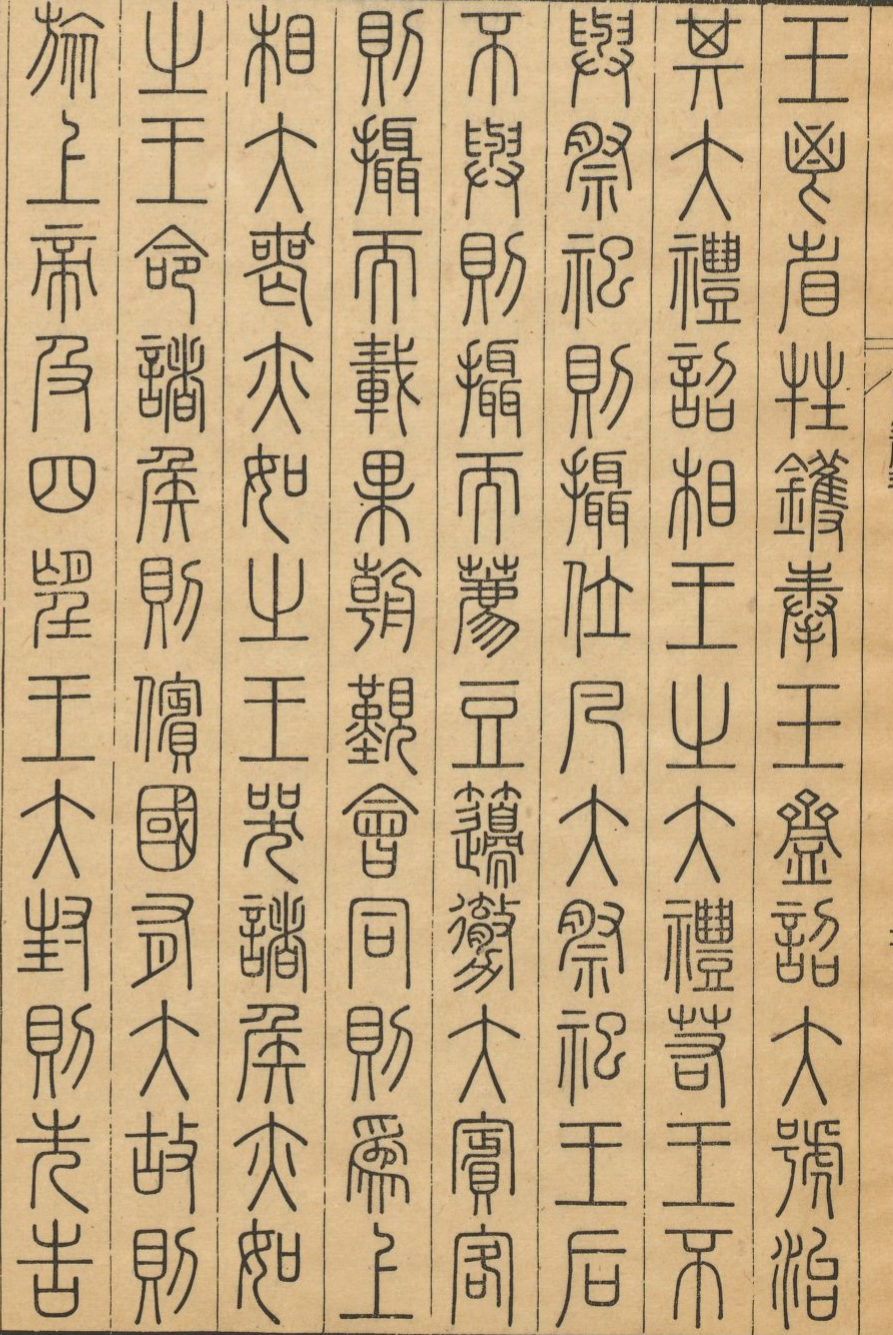 玉鬯省牲鑊奉玉齍詔大號治
其大禮詔相王之大禮若王不
與祭祀則攝位凡大祭祀王后
不與則攝而薦豆籩徹大賓客
則攝而載果朝覲會同則爲上
相大喪亦如之王哭諸侯亦如
之王命諸侯則儐國有大故則
旅上帝及四望王大封則先告